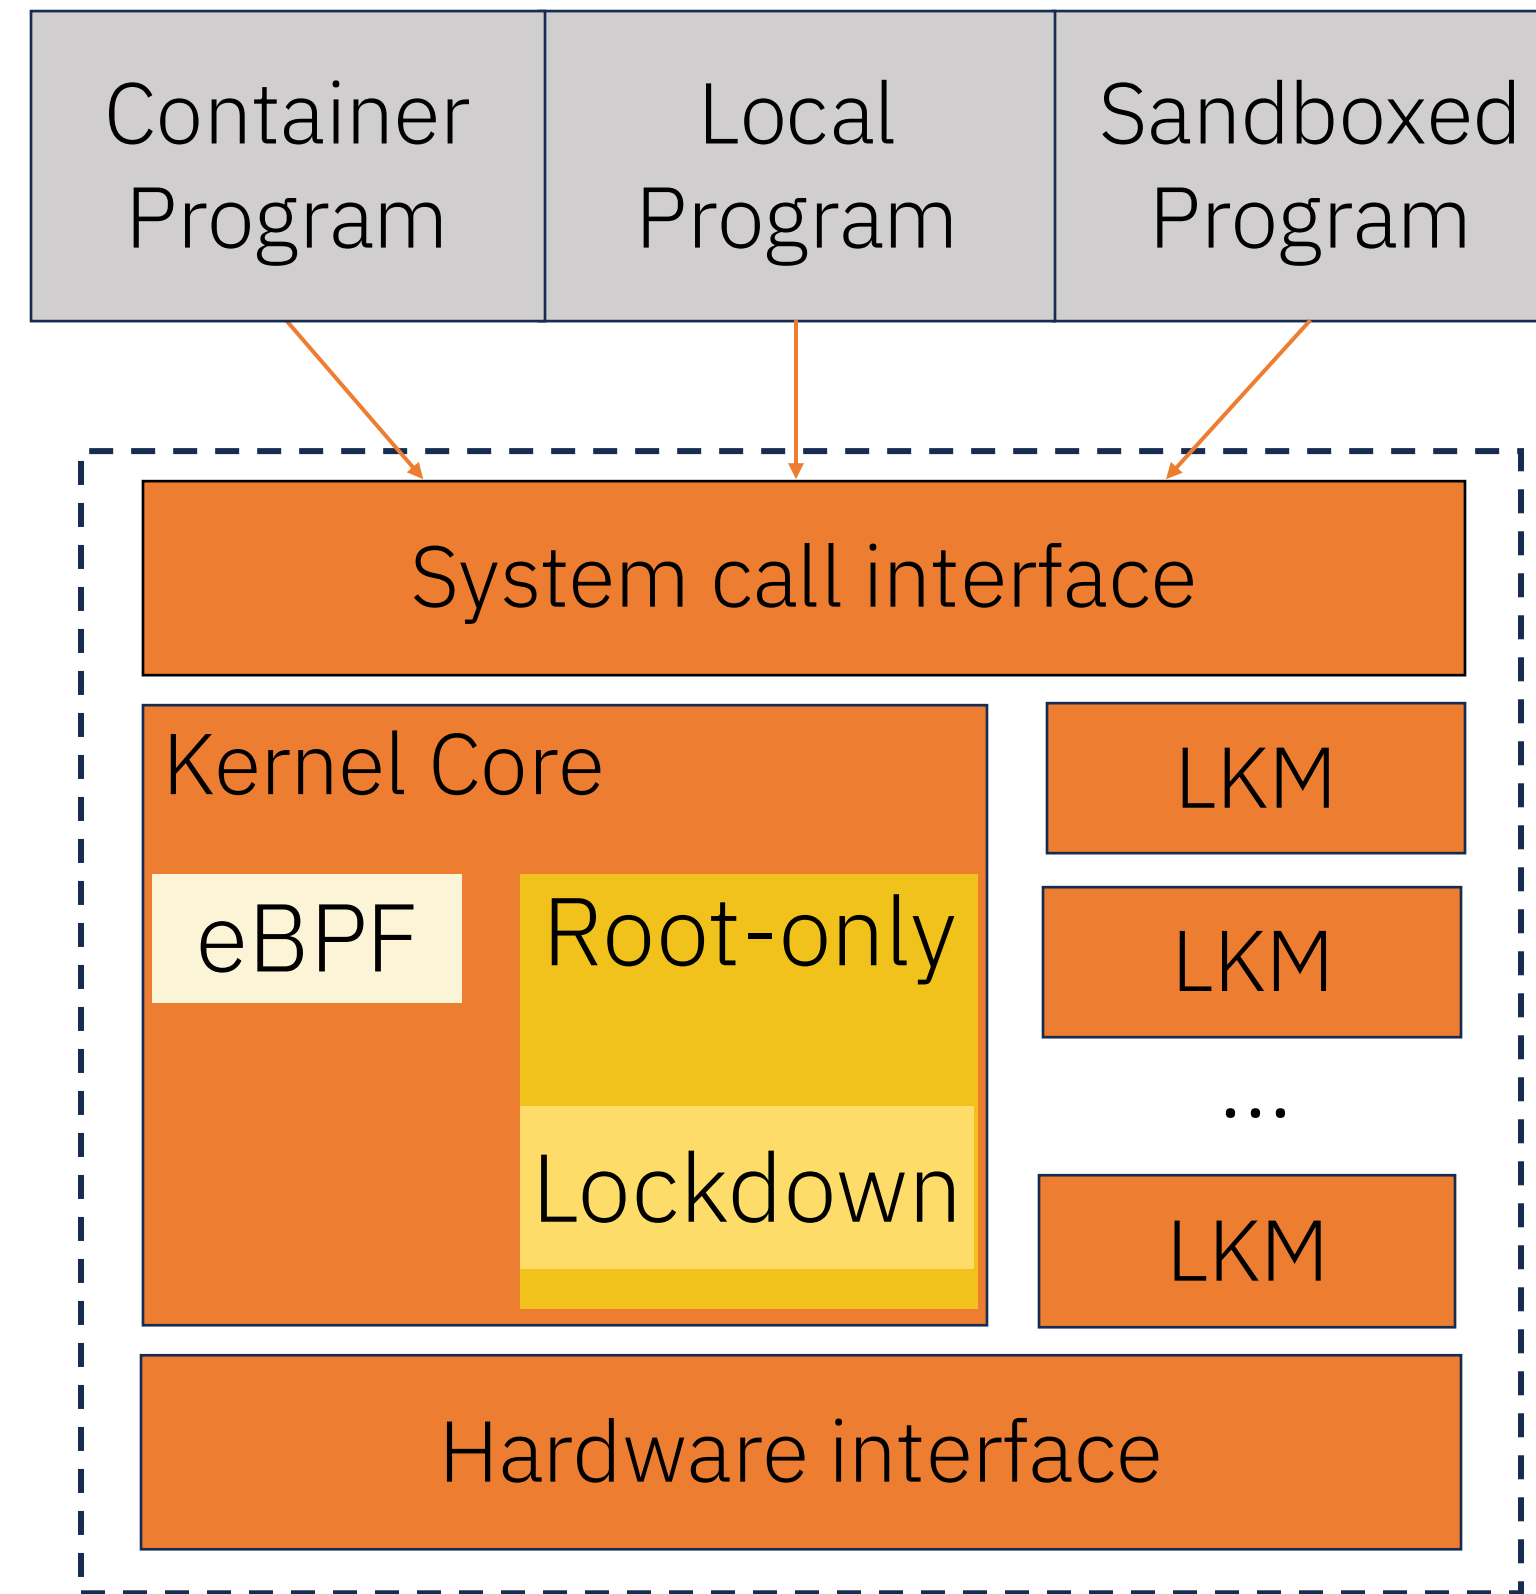 Container
Program
Local
Program
Sandboxed
Program
System call interface
Kernel Core
eBPF
Root-only
Lockdown
LKM
LKM
...
LKM
Hardware interface